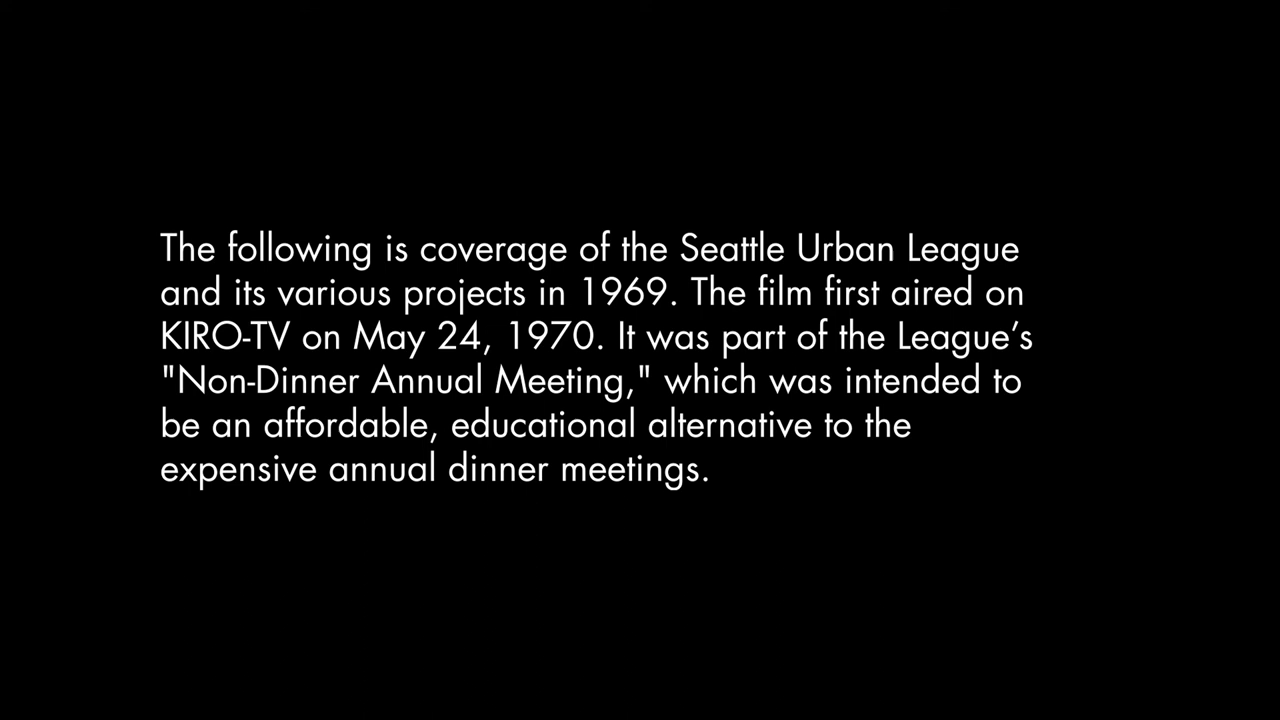 The following is coverage of the Seattle Urban League
and its various projects in 1969. The film first aired on
KIRO-TV on May 24, 1970. It was part of the League’s
"Non-Dinner Annual Meeting," which was intended to
be an affordable, educational alternative to the
expensive annual dinner meetings.